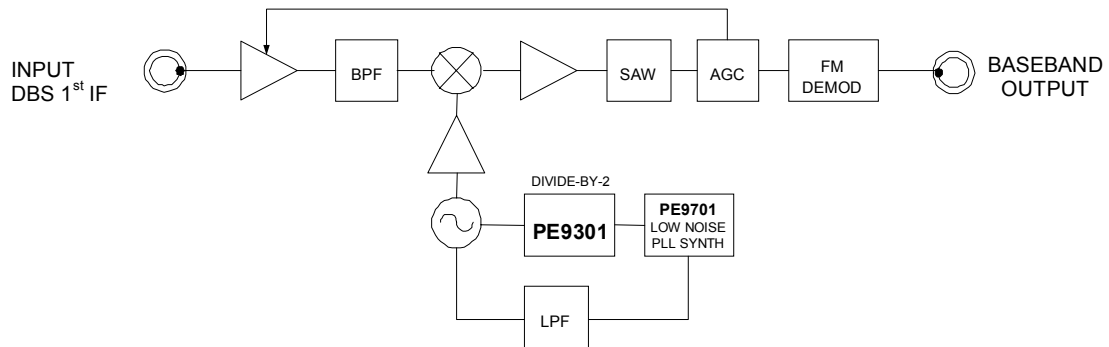 INPUT
DBS 1st IF
BPF
SAW
AGC
FM
DEMOD
BASEBAND
OUTPUT
DIVIDE-BY-2
PE9301
PE9701
LOW NOISE
PLL SYNTH
LPF